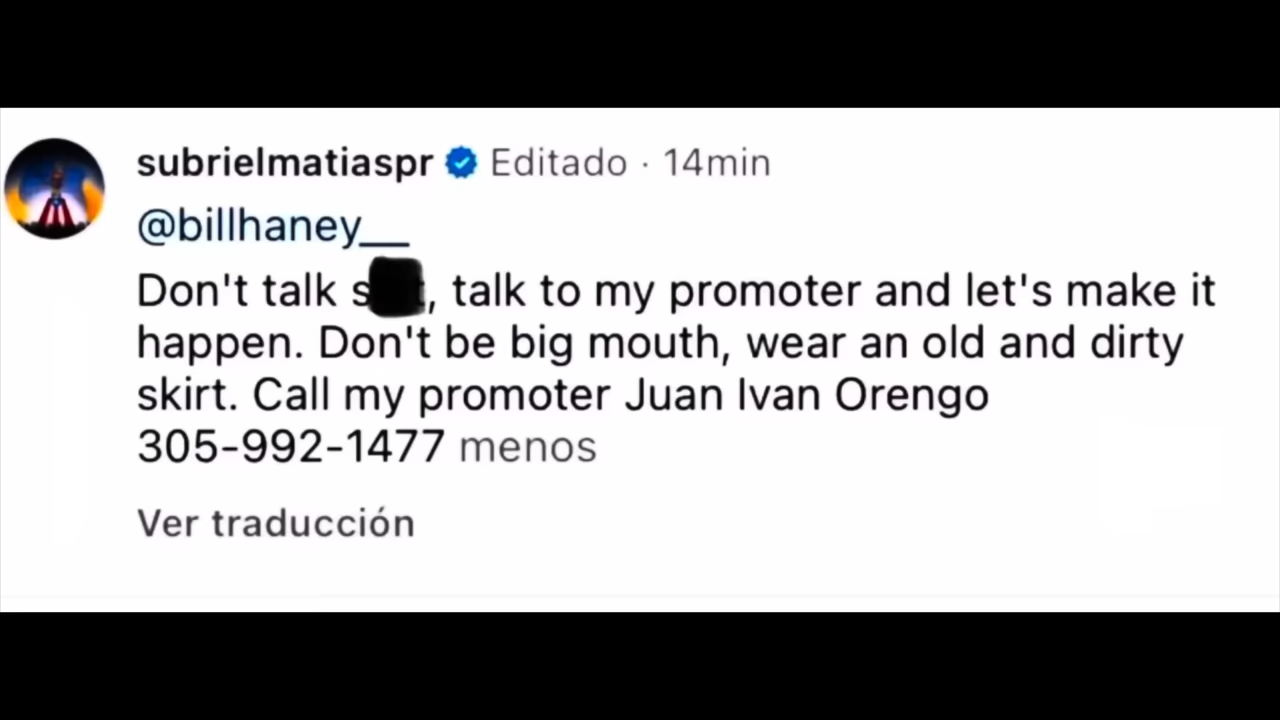 subrielmatiaspr Editado · 14min
@billhaney__
Don't talk s, talk to my promoter and let's make it
happen. Don't be big mouth, wear an old and dirty
skirt. Call my promoter Juan Ivan Orengo
305-992-1477 menos
Ver traducción